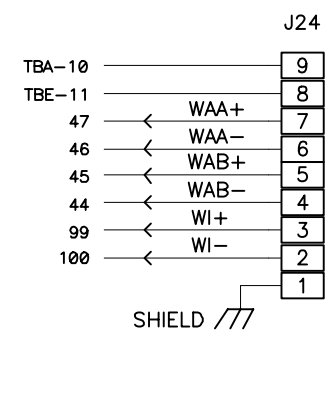 J24
TBA-10 9
TBE-11 8
47 WAA+ 7
46 WAA- 6
45 WAB+ 5
44 WAB- 4
99 WI+ 3
100 WI- 2
1
SHIELD